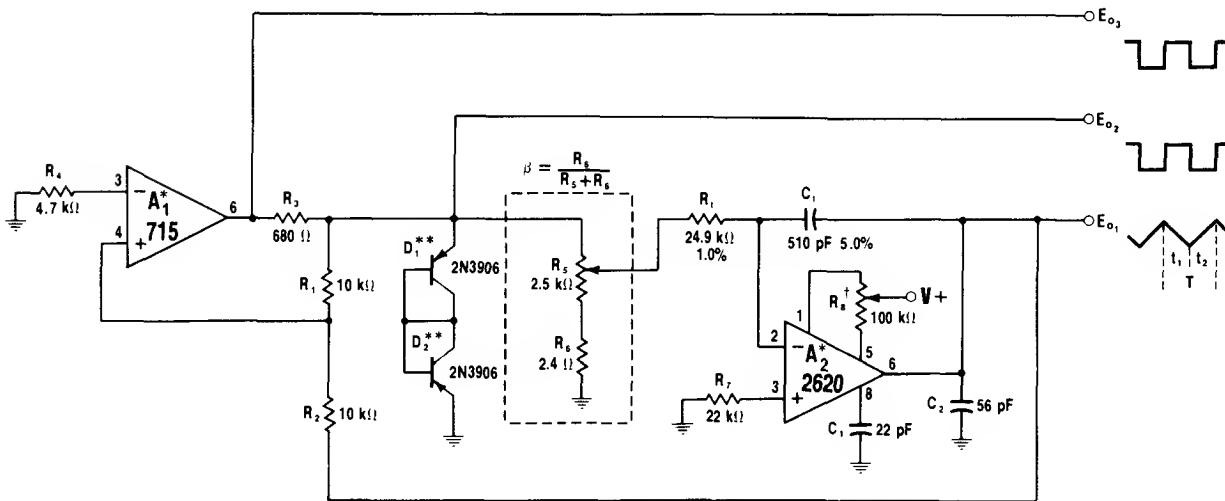 E₀₃
E₀₂
β = R₆ / R₅ + R₆
R₄
4.7 kΩ
3
−
A₁*
715
4
+
6
R₃
680 Ω
R₁
10 kΩ
R₂
10 kΩ
D₁**
2N3906
D₂**
2N3906
R₅
2.5 kΩ
R₆
2.4 Ω
R₁
24.9 kΩ
1.0%
C₁
510 pF 5.0%
E₀₁
t₁
t₂
T
R₈†
100 kΩ
V+
1
5
2
−
A₂*
2620
6
3
+
8
R₇
22 kΩ
C₁
22 pF
C₂
56 pF